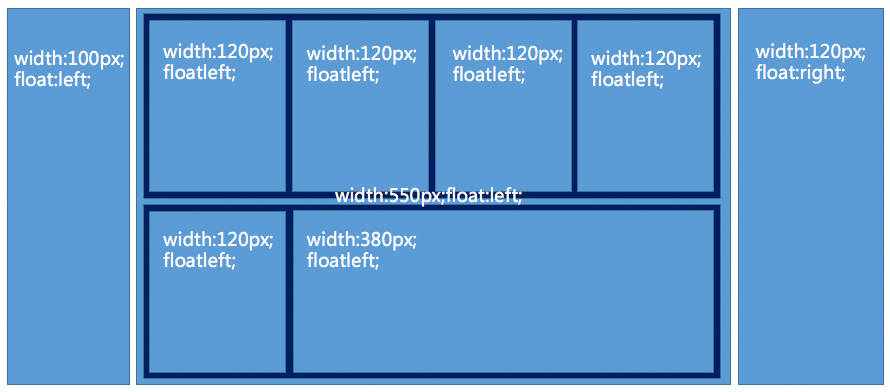 width:100px;
float:left;
width:120px;
floatleft;
width:120px;
floatleft;
width:120px;
floatleft;
width:120px;
floatleft;
width:120px;
float:right;
width:550px;float:left;
width:120px;
floatleft;
width:380px;
floatleft;